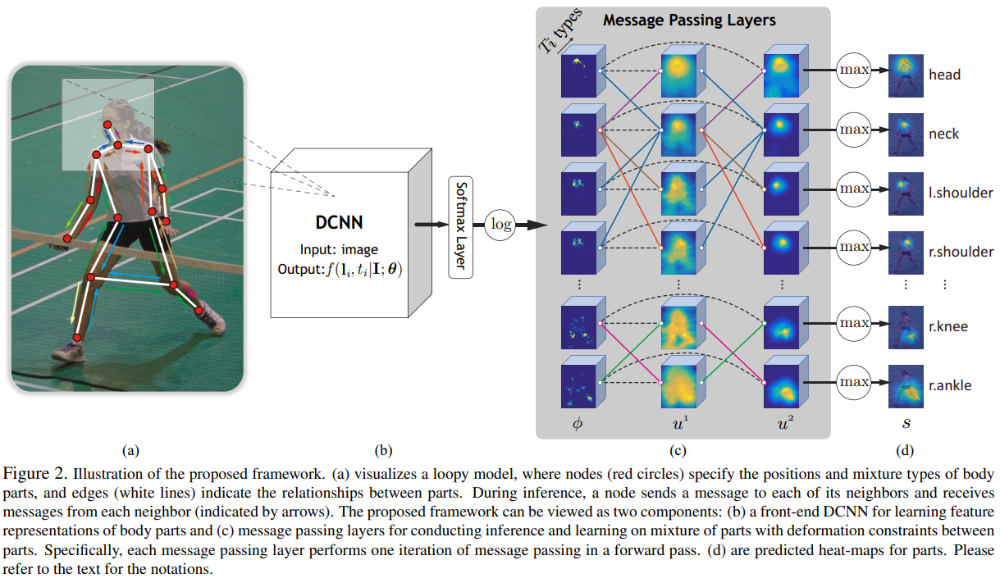 Message Passing Layers
Ti types
head
neck
l.shoulder
r.shoulder
r.knee
r.ankle
DCNN
Input: image
Output:f(l_i, t_i|I; θ)
Softmax Layer
log
max
max
max
max
max
max
ϕ
u¹
u²
s
⋮ ⋮ ⋮ ⋮ ⋮
(a)
(b)
(c)
(d)
Figure 2. Illustration of the proposed framework. (a) visualizes a loopy model, where nodes (red circles) specify the positions and mixture types of body
parts, and edges (white lines) indicate the relationships between parts. During inference, a node sends a message to each of its neighbors and receives
messages from each neighbor (indicated by arrows). The proposed framework can be viewed as two components: (b) a front-end DCNN for learning feature
representations of body parts and (c) message passing layers for conducting inference and learning on mixture of parts with deformation constraints between
parts. Specifically, each message passing layer performs one iteration of message passing in a forward pass. (d) are predicted heat-maps for parts. Please
refer to the text for the notations.